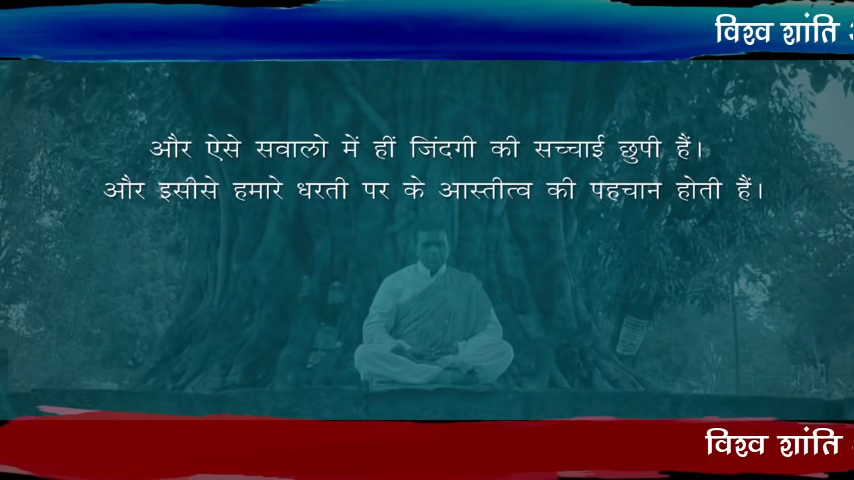 विश्व शांति
और ऐसे सवालो में हीं जिंदगी की सच्चाई छुपी हैं।
और इसीसे हमारे धरती पर के आस्तीत्व की पहचान होती हैं।
विश्व शांति